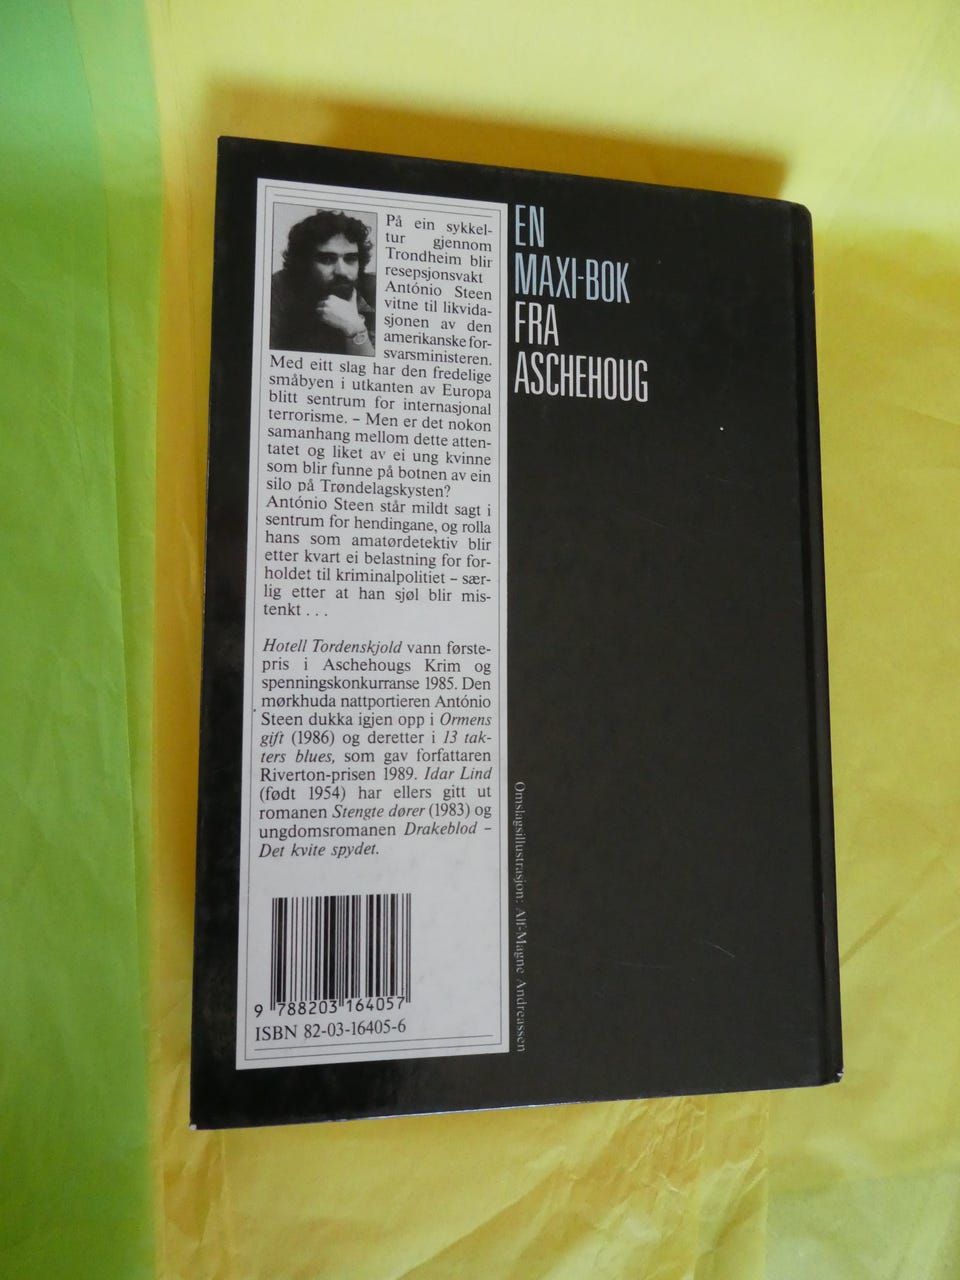 På ein sykkel-
tur gjennom
Trondheim blir
resepsjonsvakt
António Steen
vitne til likvida-
sjonen av den
amerikanske for-
svarsministeren.
Med eitt slag har den fredelige
småbyen i utkanten av Europa
blitt sentrum for internasjonal
terrorisme. – Men er det nokon
samanhang mellom dette atten-
tatet og liket av ei ung kvinne
som blir funne på botnen av ein
silo på Trøndelagskysten?
António Steen står mildt sagt i
sentrum for hendingane, og rolla
hans som amatørdetektiv blir
etter kvart ei belastning for for-
holdet til kriminalpolitiet – sær-
lig etter at han sjøl blir mis-
tenkt . . .
Hotell Tordenskjold vann første-
pris i Aschehougs Krim og
spenningskonkurranse 1985. Den
mørkhuda nattportieren António
Steen dukka igjen opp i Ormens
gift (1986) og deretter i 13 tak-
ters blues, som gav forfattaren
Riverton-prisen 1989. Idar Lind
(født 1954) har ellers gitt ut
romanen Stengte dører (1983) og
ungdomsromanen Drakeblod –
Det kvite spydet.
9 788203 164057
ISBN 82-03-16405-6
EN
MAXI-BOK
FRA
ASCHEHOUG
Omslagsillustrasjon: Alf-Magne Andreassen